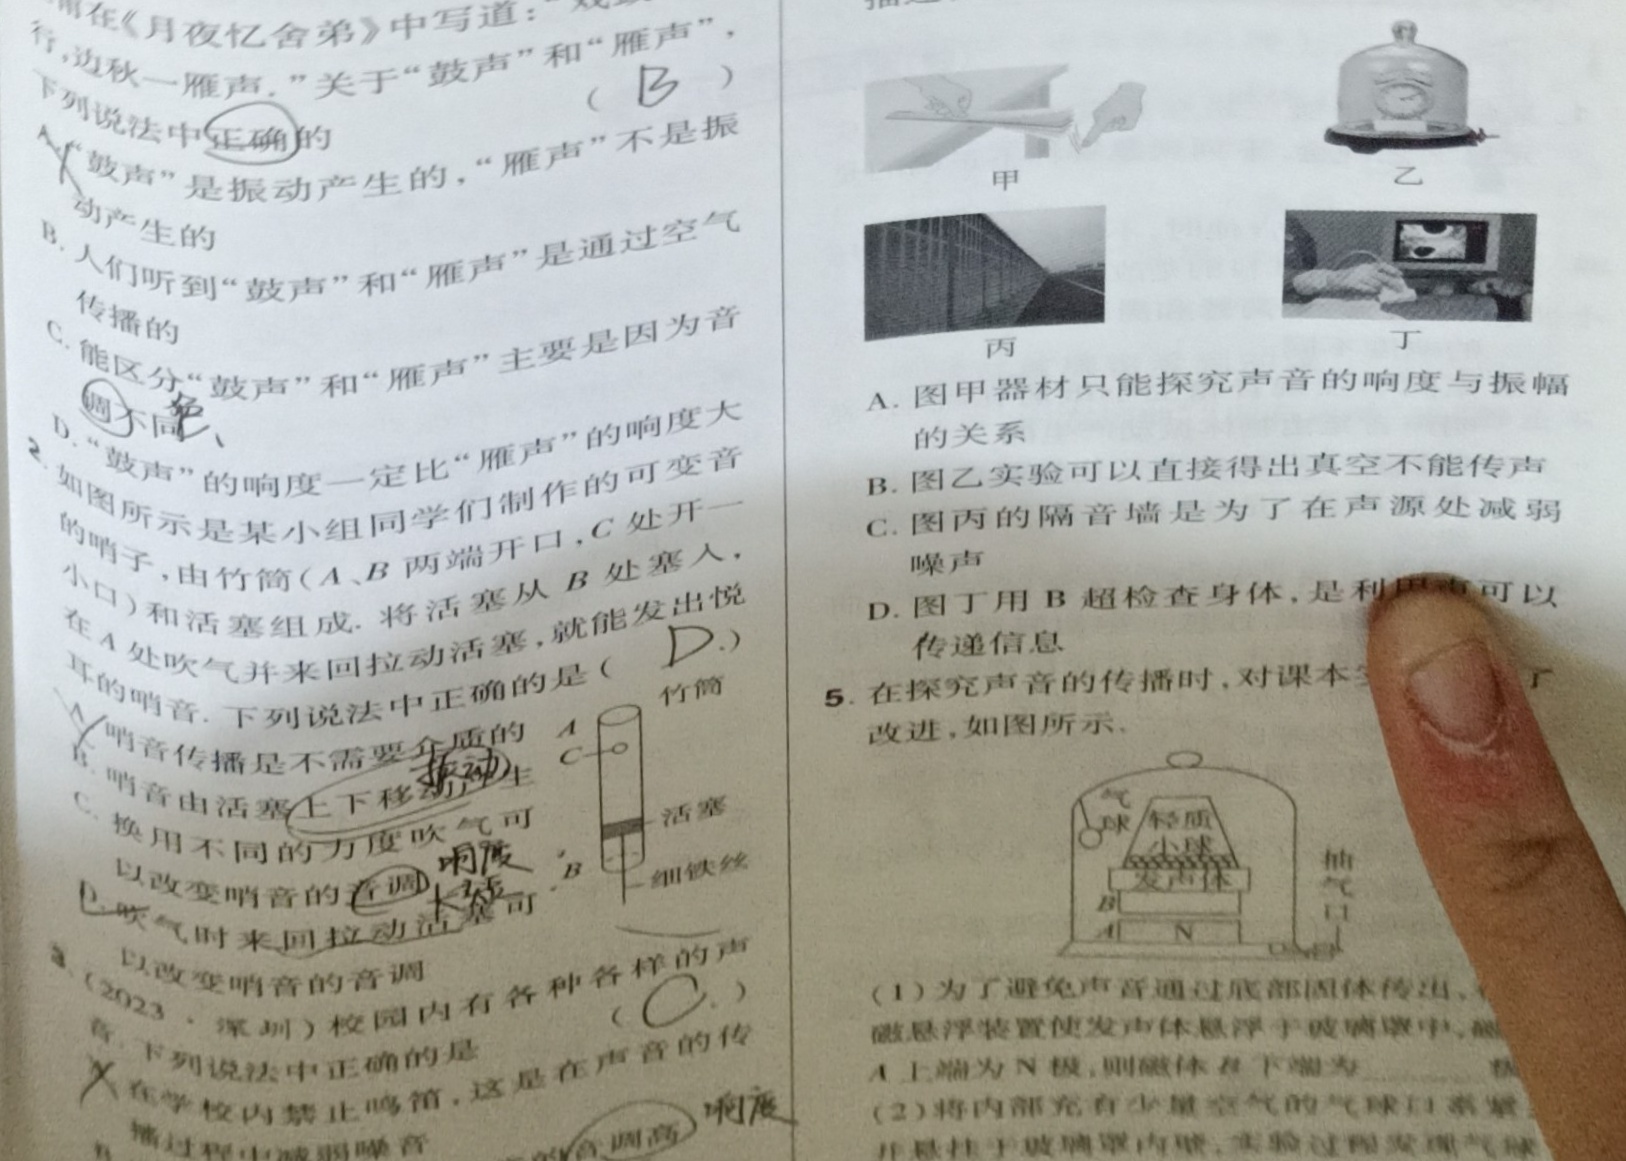 在《月夜忆舍弟》中写道：“
行，边秋一雁声.”关于“鼓声”和“雁声”，
下列说法中正确的
( B )
A. “鼓声”是振动产生的，“雁声”不是振
动产生的
B. 人们听到“鼓声”和“雁声”是通过空气
传播的
C. 能区分“鼓声”和“雁声”主要是因为音
调不同
色
D. “鼓声”的响度一定比“雁声”的响度大
2. 如图所示是某小组同学们制作的可变音
的哨子，由竹筒(A、B两端开口，C处开一
小口)和活塞组成. 将活塞从B处塞入，
在A处吹气并来回拉动活塞，就能发出悦
耳的哨音. 下列说法中正确的是( D. )
A. 哨音传播是不需要介质的
振动
B. 哨音由活塞上下移动产生
C. 换用不同的力度吹气可
以改变哨音的音调
响度
长短
D. 吹气时来回拉动活塞可
以改变哨音的音调
竹筒
A
C
活塞
B
细铁丝
3. (2023·深圳)校园内有各种各样的声
音. 下列说法中正确的是
( C. )
在学校内禁止鸣笛，这是在声音的传
播过程中减弱噪音
的音调高
响度
甲
乙
丙
丁
A. 图甲器材只能探究声音的响度与振幅
的关系
B. 图乙实验可以直接得出真空不能传声
C. 图丙的隔音墙是为了在声源处减弱
噪声
D. 图丁用B超检查身体，是利用声可以
传递信息
5. 在探究声音的传播时，对课本 了
改进，如图所示.
气球
轻质
小球
发声体
B
A
N
抽气口
(1)为了避免声音通过底部固体传出，
磁悬浮装置使发声体悬浮于玻璃罩中，磁
A上端为N极，则磁体B下端为 极
(2)将内部充有少量空气的气球口系紧
并悬挂于玻璃罩内壁，实验过程发现气球